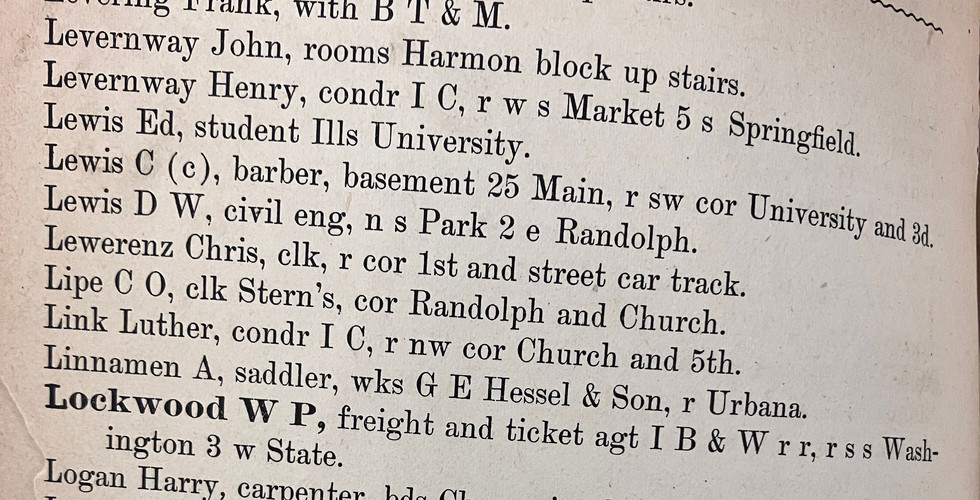 Frank, with B T & M.
Levernway John, rooms Harmon block up stairs.
Levernway Henry, condr I C, r w s Market 5 s Springfield.
Lewis Ed, student Ills University.
Lewis C (c), barber, basement 25 Main, r sw cor University and 3d.
Lewis D W, civil eng, n s Park 2 e Randolph.
Lewerenz Chris, clk, r cor 1st and street car track.
Lipe C O, clk Stern's, cor Randolph and Church.
Link Luther, condr I C, r nw cor Church and 5th.
Linnamen A, saddler, wks G E Hessel & Son, r Urbana.
Lockwood W P, freight and ticket agt I B & W r r, r s s Wash-
ington 3 w State.
Logan Harry, carpenter, bds